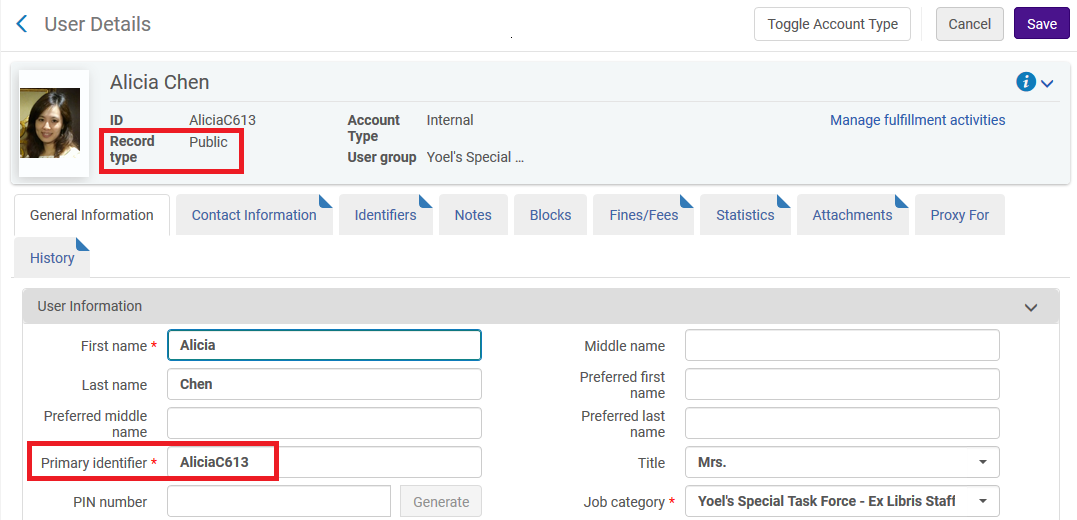 User Details
Toggle Account Type
Cancel
Save
Alicia Chen
ID AliciaC613
Account Type Internal
Manage fulfillment activities
Record type Public
User group Yoel's Special ...
General Information
Contact Information
Identifiers
Notes
Blocks
Fines/Fees
Statistics
Attachments
Proxy For
History
User Information
First name * Alicia
Middle name
Last name Chen
Preferred first name
Preferred middle name
Preferred last name
Primary identifier * AliciaC613
Title Mrs.
PIN number
Generate
Job category * Yoel's Special Task Force - Ex Libris Staff